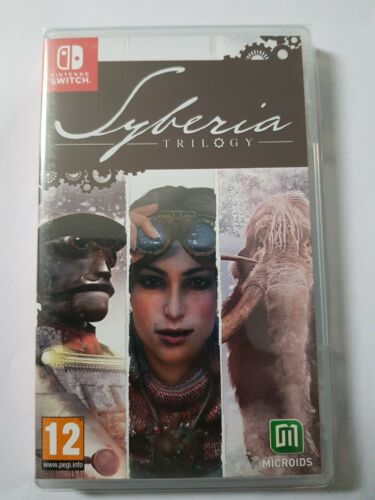 NINTENDO
SWITCH
Syberia
TRILOGY
12
www.pegi.info
MICROIDS